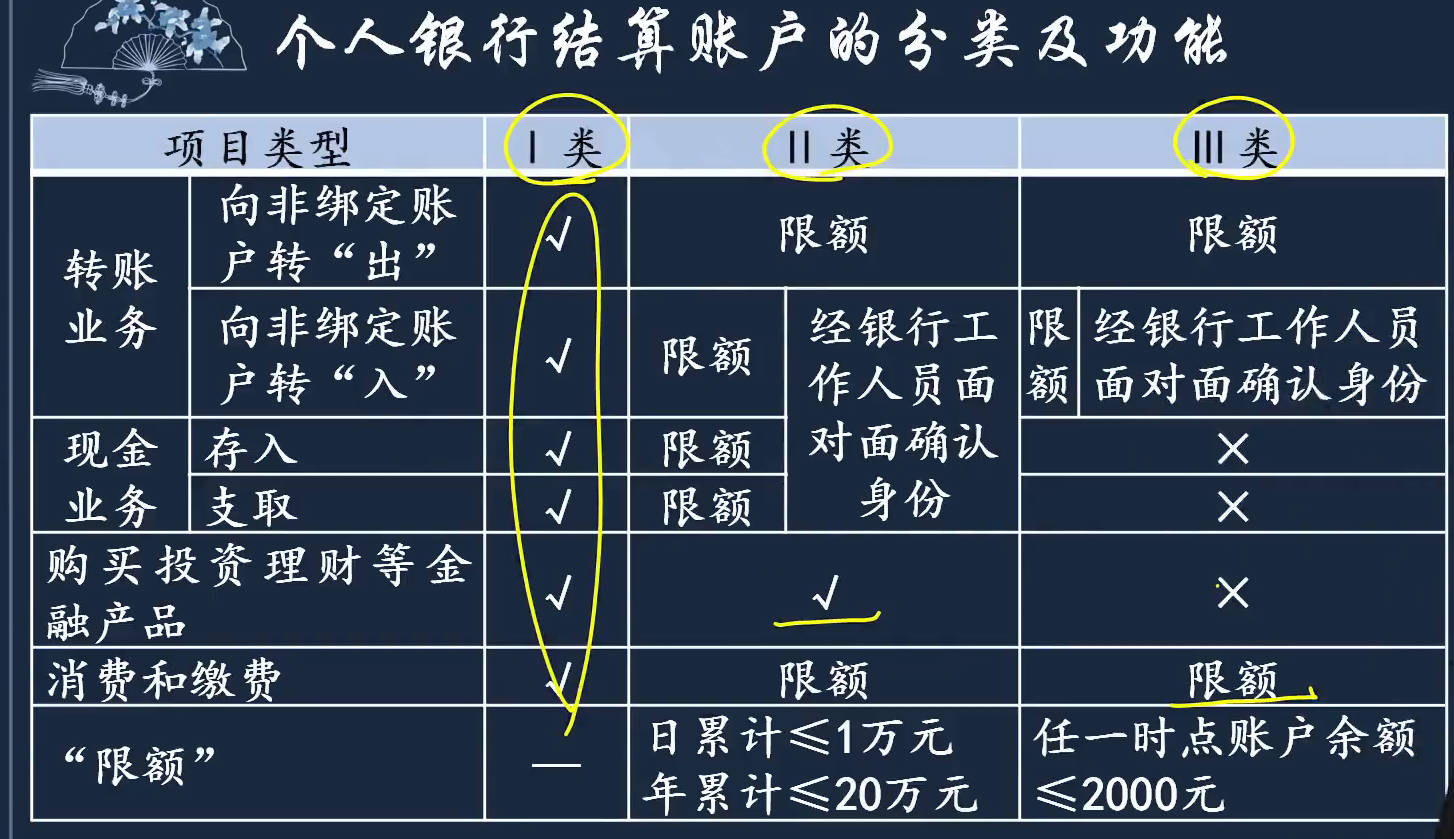 个人银行结算账户的分类及功能
项目类型 Ⅰ类 Ⅱ类 Ⅲ类
转账
业务
向非绑定账
户转“出”
√
限额
限额
向非绑定账
户转“入”
√
限额
经银行工
作人员面
对面确认
身份
限
额
经银行工作人员
面对面确认身份
现金
业务
存入
√
限额
×
支取
√
限额
×
购买投资理财等金
融产品
√
√
×
消费和缴费
√
限额
限额
“限额”
—
日累计≤1万元
年累计≤20万元
任一时点账户余额
≤2000元